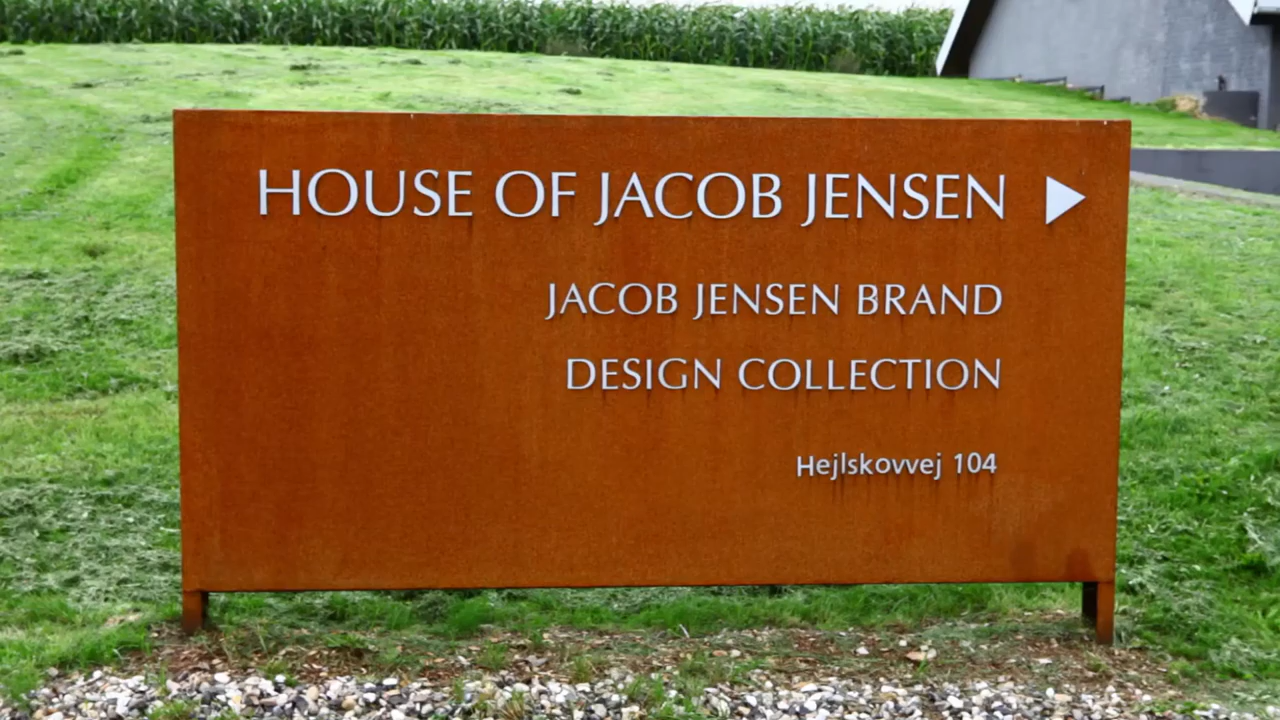 HOUSE OF JACOB JENSEN
JACOB JENSEN BRAND
DESIGN COLLECTION
Hejlskovvej 104